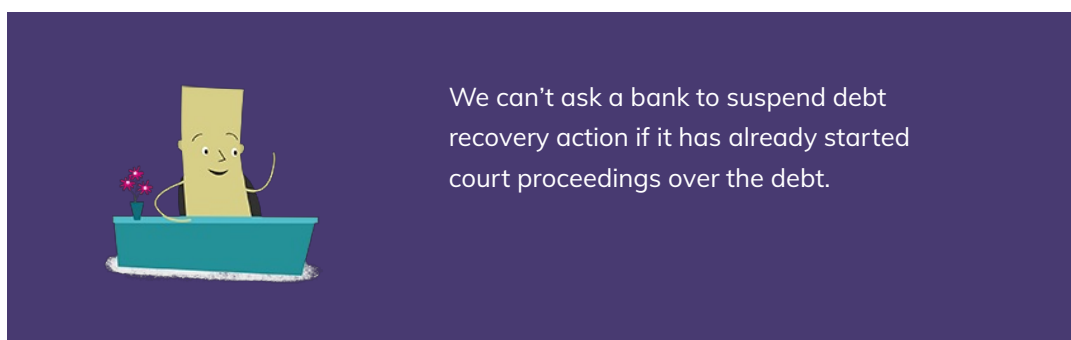 We can’t ask a bank to suspend debt
recovery action if it has already started
court proceedings over the debt.